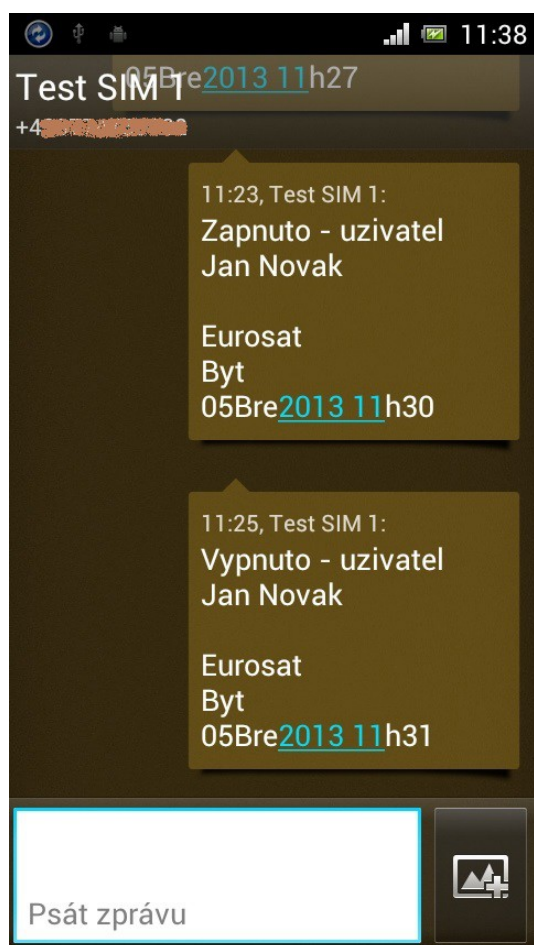 11:38
05Bre2013 11h27
Test SIM 1
+4
11:23, Test SIM 1:
Zapnuto - uzivatel
Jan Novak
Eurosat
Byt
05Bre2013 11h30
11:25, Test SIM 1:
Vypnuto - uzivatel
Jan Novak
Eurosat
Byt
05Bre2013 11h31
Psát zprávu